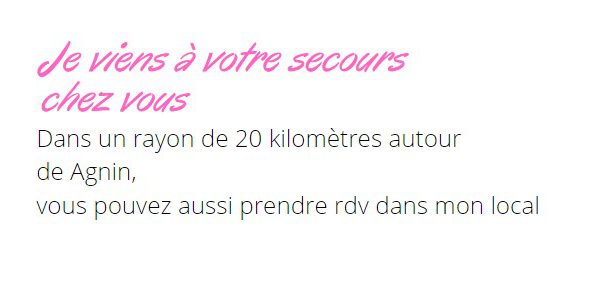 Je viens à votre secours
chez vous
Dans un rayon de 20 kilomètres autour
de Agnin,
vous pouvez aussi prendre rdv dans mon local